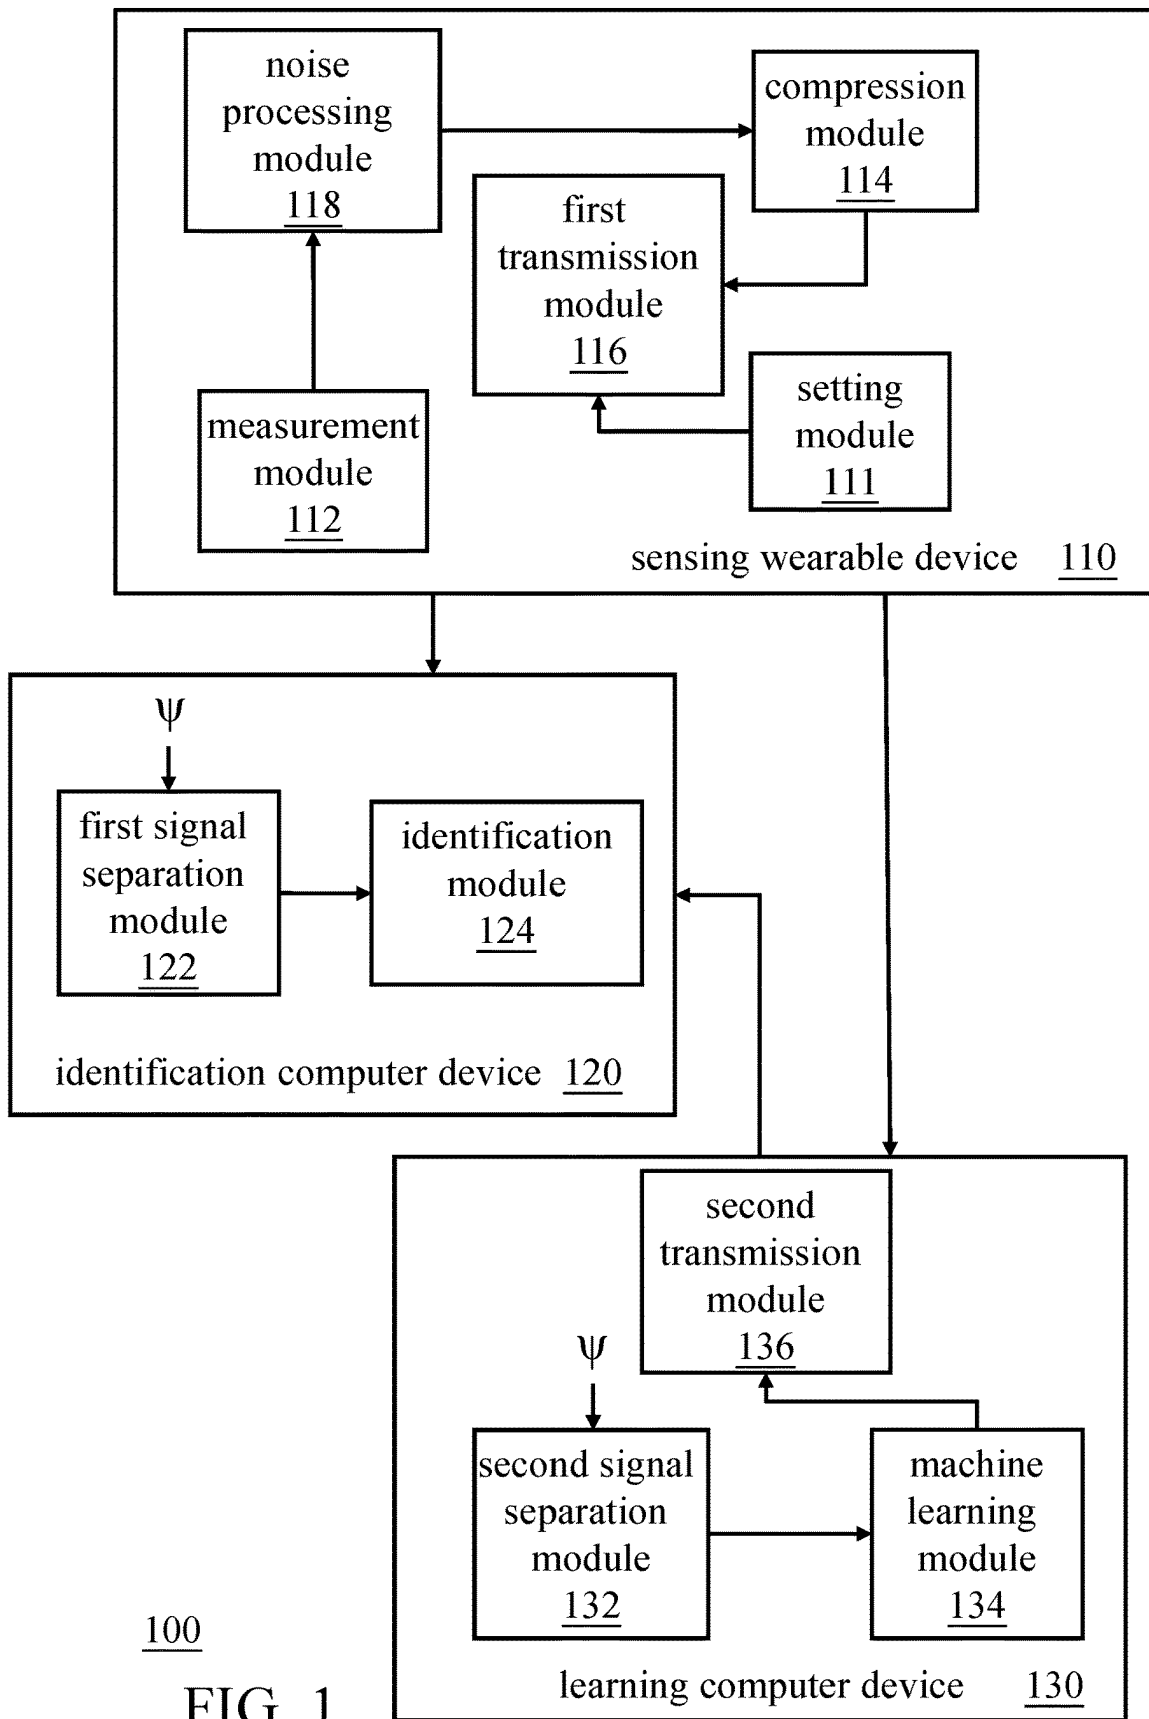 noise
processing
module
118
compression
module
114
first
transmission
module
116
setting
module
111
measurement
module
112
sensing wearable device 110
ψ
first signal
separation
module
122
identification
module
124
identification computer device 120
second
transmission
module
136
ψ
second signal
separation
module
132
machine
learning
module
134
learning computer device 130
100
FIG. 1